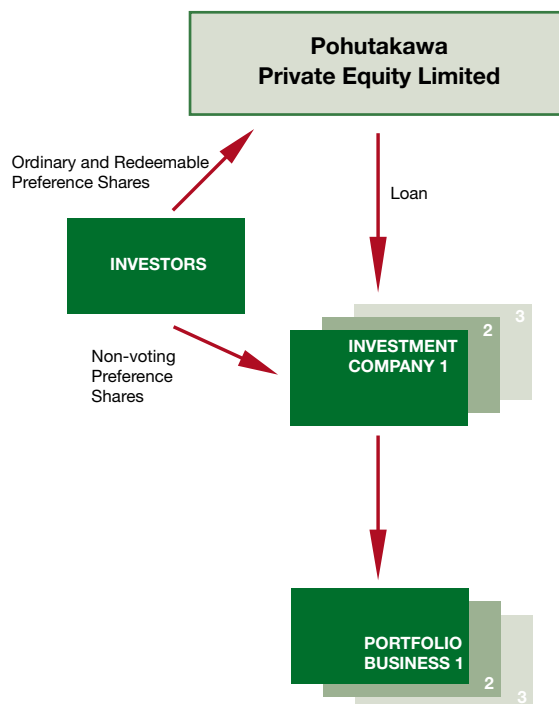 Pohutakawa
Private Equity Limited
Ordinary and Redeemable
Preference Shares
Loan
INVESTORS
Non-voting
Preference
Shares
3
2
INVESTMENT
COMPANY 1
PORTFOLIO
BUSINESS 1
2
3